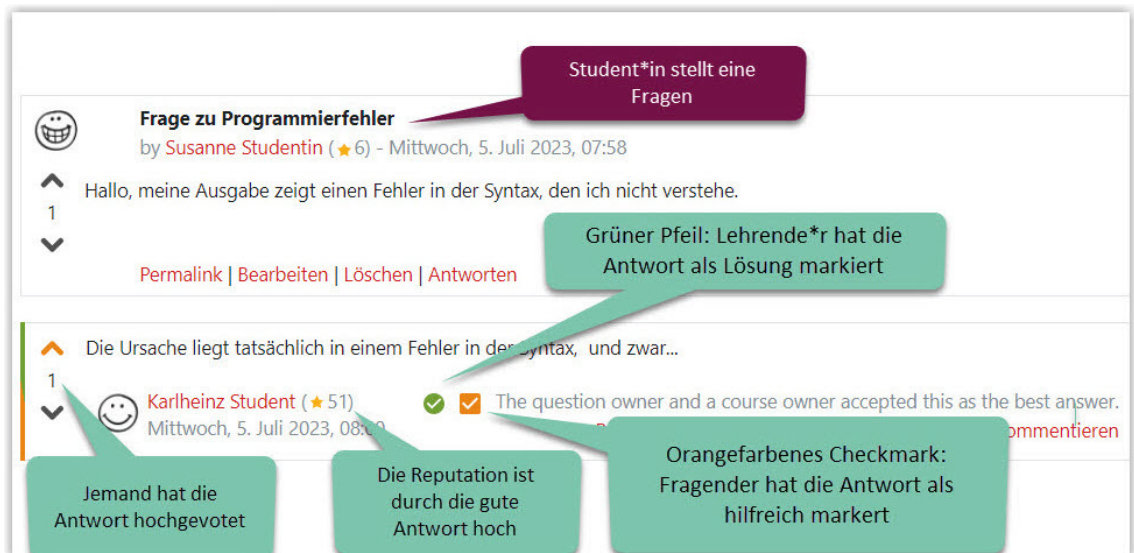 Student*in stellt eine
Fragen
Frage zu Programmierfehler
by Susanne Studentin (6) - Mittwoch, 5. Juli 2023, 07:58
Hallo, meine Ausgabe zeigt einen Fehler in der Syntax, den ich nicht verstehe.
1
Grüner Pfeil: Lehrende*r hat die
Antwort als Lösung markiert
Permalink | Bearbeiten | Löschen | Antworten
Die Ursache liegt tatsächlich in einem Fehler in der Syntax, und zwar...
1
Karlheinz Student (51)
The question owner and a course owner accepted this as the best answer.
Mittwoch, 5. Juli 2023,
Orangefarbenes Checkmark:
Fragender hat die Antwort als
hilfreich markert
Die Reputation ist
durch die gute
Antwort hoch
Jemand hat die
Antwort hochgevotet